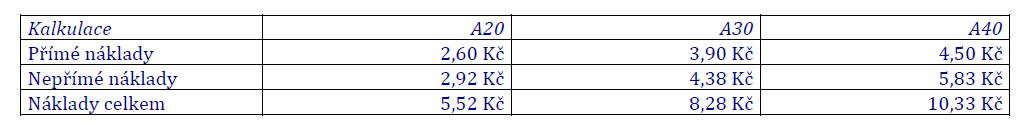 Kalkulace A20 A30 A40
Přímé náklady 2,60 Kč 3,90 Kč 4,50 Kč
Nepřímé náklady 2,92 Kč 4,38 Kč 5,83 Kč
Náklady celkem 5,52 Kč 8,28 Kč 10,33 Kč